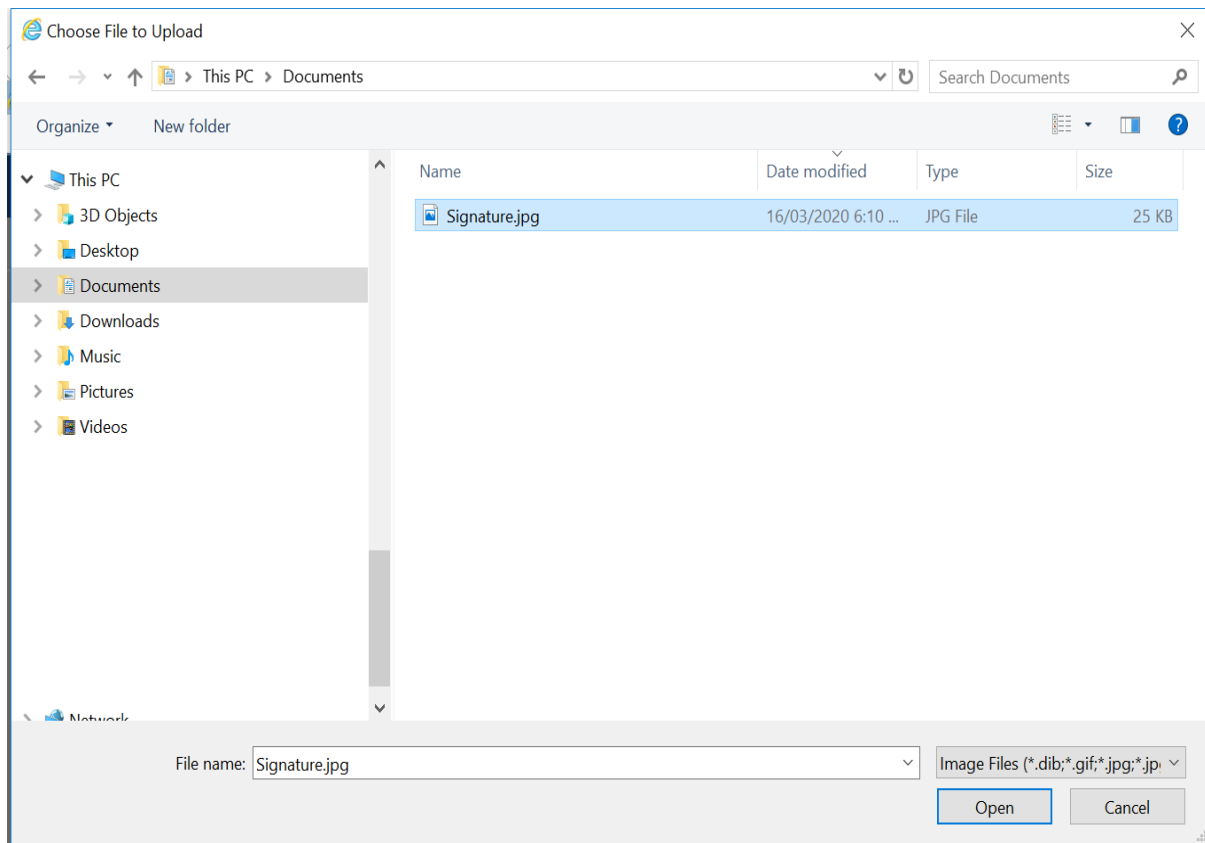 Choose File to Upload
This PC > Documents
Search Documents
Organize
New folder
?
Name Date modified Type Size
This PC
3D Objects
Desktop
Documents
Downloads
Music
Pictures
Videos
Network
Signature.jpg 16/03/2020 6:10 ... JPG File 25 KB
File name: Signature.jpg
Image Files (*.dib;*.gif;*.jpg;*.jp
Open Cancel